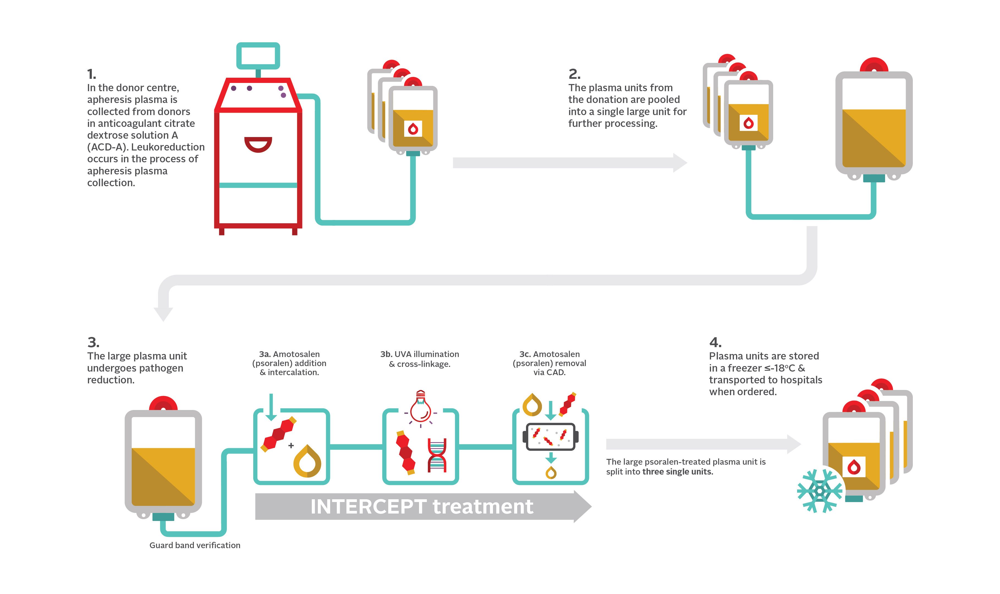 1.
In the donor centre,
apheresis plasma is
collected from donors
in anticoagulant citrate
dextrose solution A
(ACD-A). Leukoreduction
occurs in the process of
apheresis plasma
collection.
2.
The plasma units from
the donation are pooled
into a single large unit for
further processing.
3.
The large plasma unit
undergoes pathogen
reduction.
Guard band verification
3a. Amotosalen
(psoralen) addition
& intercalation.
+
3b. UVA illumination
& cross-linkage.
3c. Amotosalen
(psoralen) removal
via CAD.
INTERCEPT treatment
The large psoralen-treated plasma unit is
split into three single units.
4.
Plasma units are stored
in a freezer ≤-18°C &
transported to hospitals
when ordered.